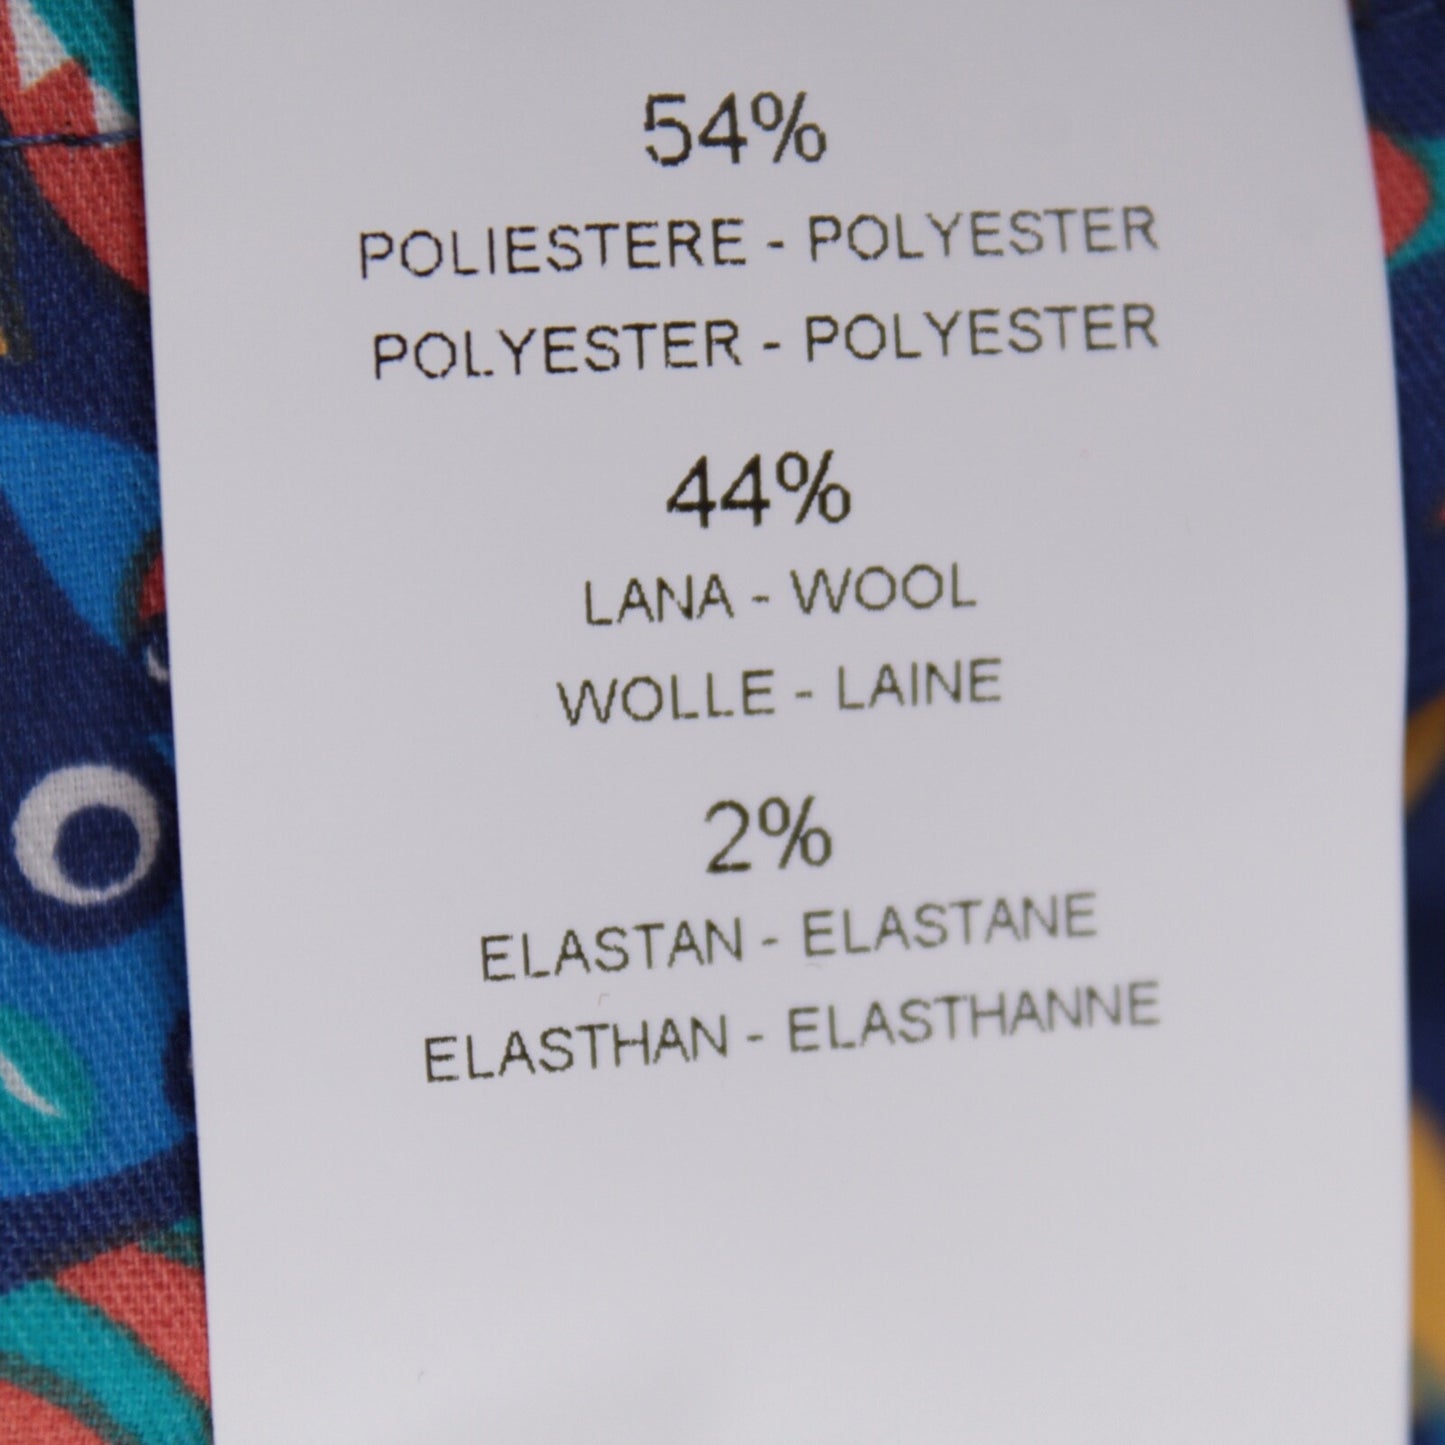 54%
POLIESTERE - POLYESTER
POLYESTER - POLYESTER
44%
LANA - WOOL
WOLLE - LAINE
2%
ELASTAN - ELASTANE
ELASTHAN - ELASTHANNE